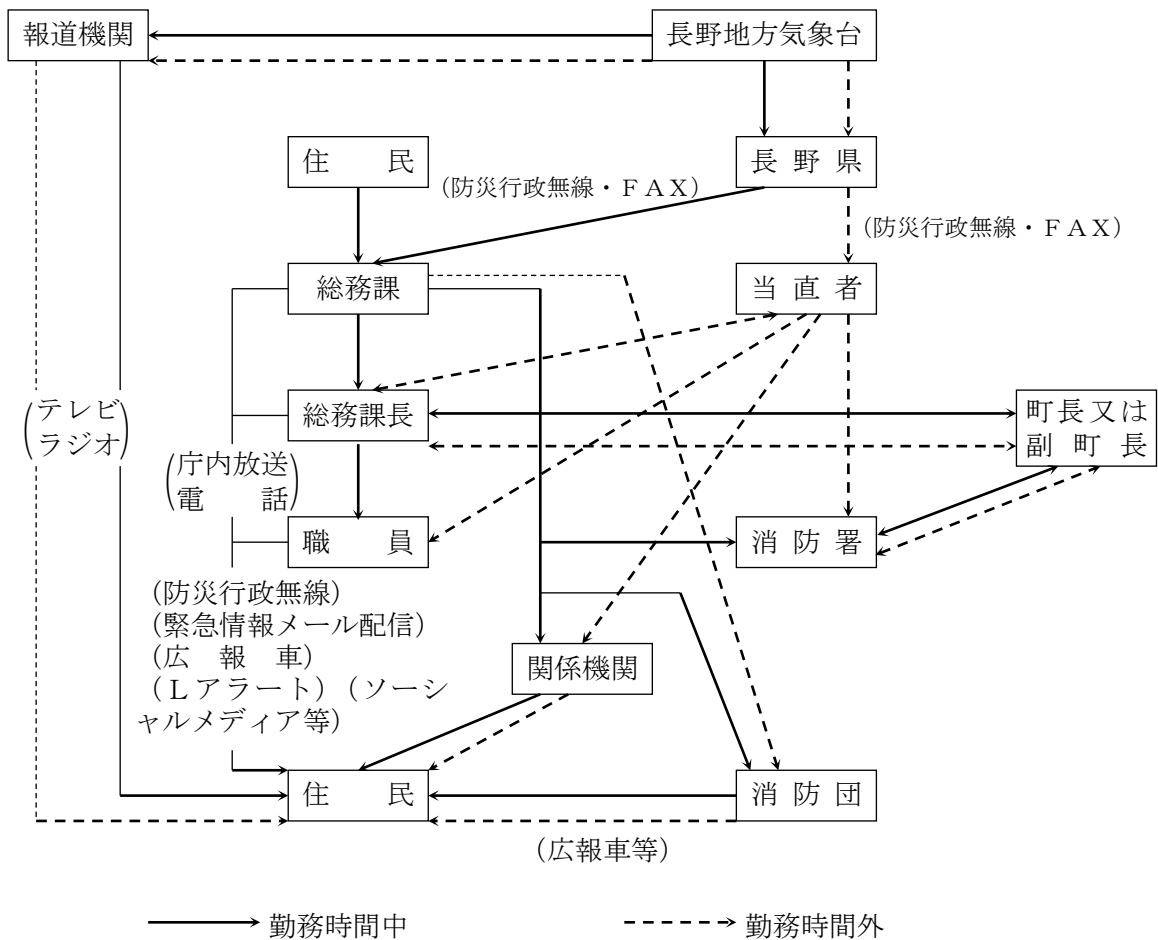 報道機関
長野地方気象台
住　　民
長 野 県
(防災行政無線・ＦＡＸ)
(防災行政無線・ＦＡＸ)
総務課
当 直 者
総務課長
町長又は
副 町 長
(テレビ
ラジオ)
(庁内放送
電　　話)
職　　員
消 防 署
(防災行政無線)
(緊急情報メール配信)
(広　報　車)
(Ｌアラート)(ソーシ
ャルメディア等)
関係機関
住　　民
消 防 団
(広報車等)
勤務時間中
勤務時間外